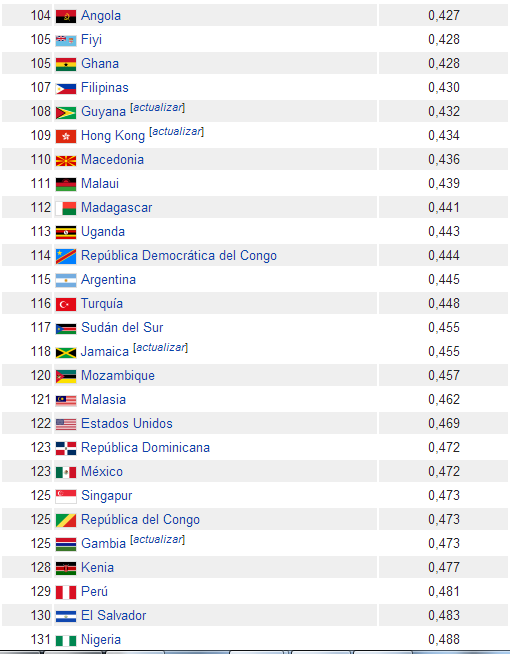 104 Angola 0,427
105 Fiyi 0,428
105 Ghana 0,428
107 Filipinas 0,430
108 Guyana [actualizar] 0,432
109 Hong Kong [actualizar] 0,434
110 Macedonia 0,436
111 Malaui 0,439
112 Madagascar 0,441
113 Uganda 0,443
114 República Democrática del Congo 0,444
115 Argentina 0,445
116 Turquía 0,448
117 Sudán del Sur 0,455
118 Jamaica [actualizar] 0,455
120 Mozambique 0,457
121 Malasia 0,462
122 Estados Unidos 0,469
123 República Dominicana 0,472
123 México 0,472
125 Singapur 0,473
125 República del Congo 0,473
125 Gambia [actualizar] 0,473
128 Kenia 0,477
129 Perú 0,481
130 El Salvador 0,483
131 Nigeria 0,488